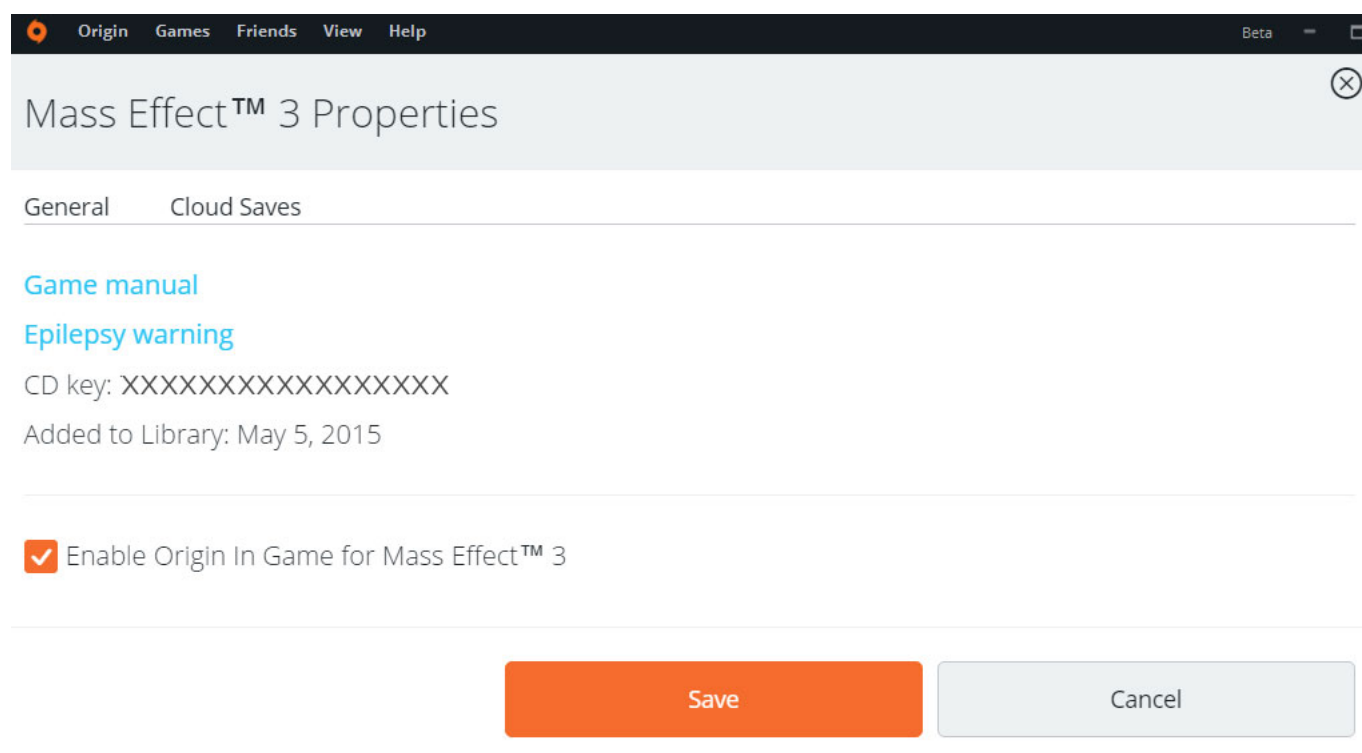 Origin Games Friends View Help Beta
Mass Effect™ 3 Properties
General Cloud Saves
Game manual
Epilepsy warning
CD key: XXXXXXXXXXXXXXXXX
Added to Library: May 5, 2015
Enable Origin In Game for Mass Effect™ 3
Save Cancel